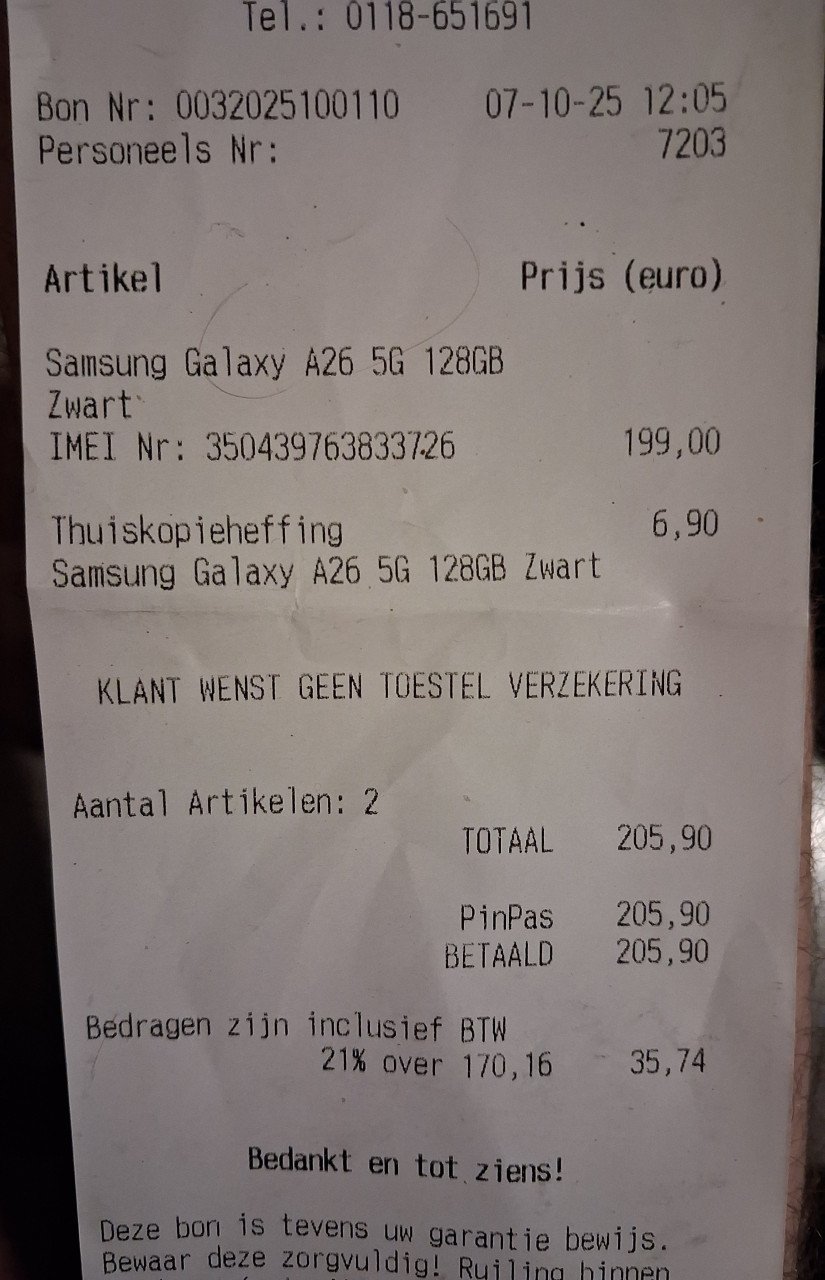 Tel.: 0118-651691
Bon Nr: 0032025100110 07-10-25 12:05
Personeels Nr: 7203
Artikel Prijs (euro)
Samsung Galaxy A26 5G 128GB
Zwart
IMEI Nr: 350439763833726 199,00
Thuiskopieheffing 6,90
Samsung Galaxy A26 5G 128GB Zwart
KLANT WENST GEEN TOESTEL VERZEKERING
Aantal Artikelen: 2
TOTAAL 205,90
PinPas 205,90
BETAALD 205,90
Bedragen zijn inclusief BTW
21% over 170,16 35,74
Bedankt en tot ziens!
Deze bon is tevens uw garantie bewijs.
Bewaar deze zorgvuldig! Ruiling binnen